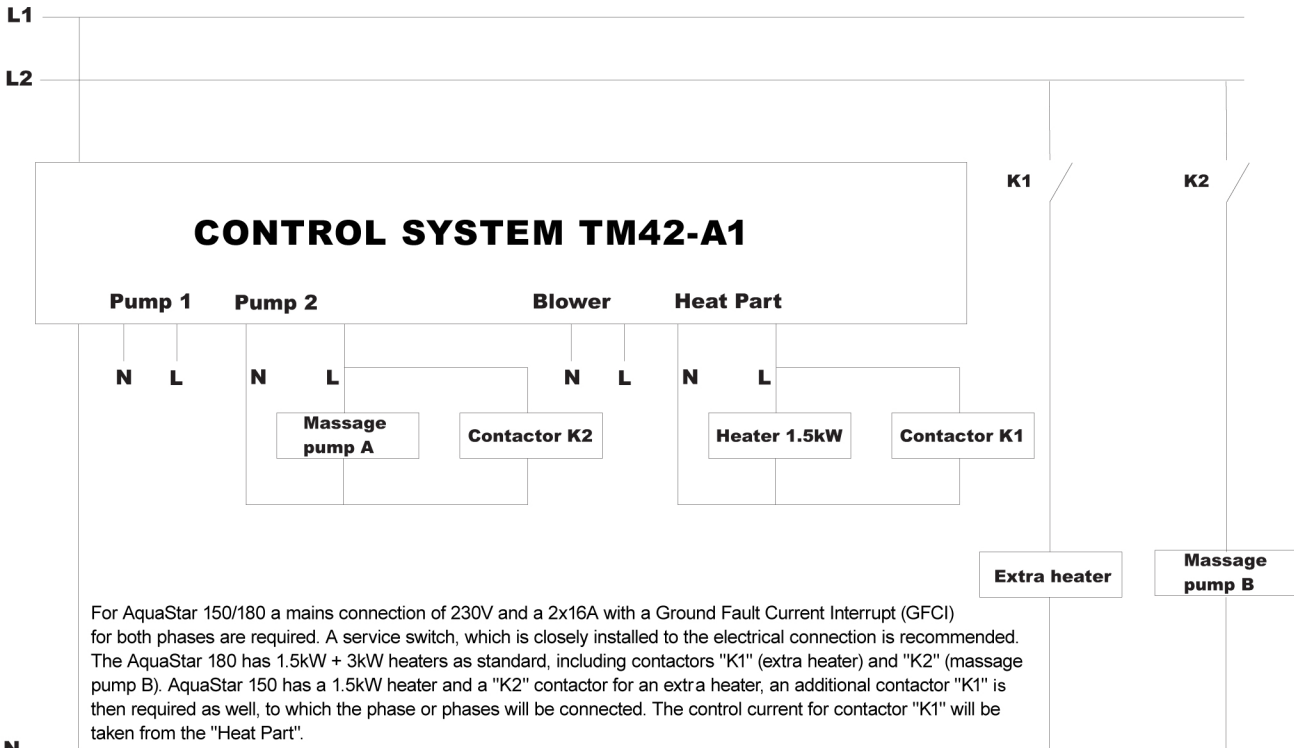 L1
L2
K1
K2
CONTROL SYSTEM TM42-A1
Pump 1
Pump 2
Blower
Heat Part
N
L
N
L
N
L
N
L
Massage
pump A
Contactor K2
Heater 1.5kW
Contactor K1
Extra heater
Massage
pump B
For AquaStar 150/180 a mains connection of 230V and a 2x16A with a Ground Fault Current Interrupt (GFCI)
for both phases are required. A service switch, which is closely installed to the electrical connection is recommended.
The AquaStar 180 has 1.5kW + 3kW heaters as standard, including contactors "K1" (extra heater) and "K2" (massage
pump B). AquaStar 150 has a 1.5kW heater and a "K2" contactor for an extra heater, an additional contactor "K1" is
then required as well, to which the phase or phases will be connected. The control current for contactor "K1" will be
taken from the "Heat Part".
N